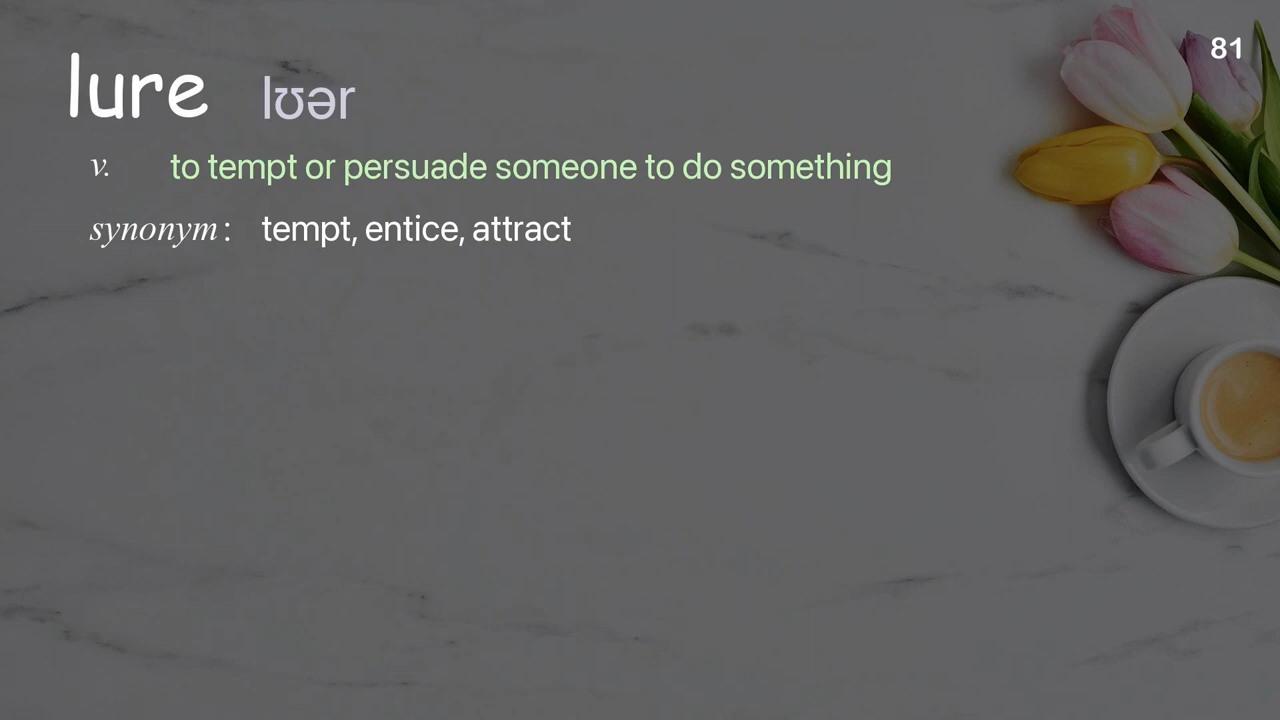 81
lure lʊər
v. to tempt or persuade someone to do something
synonym : tempt, entice, attract